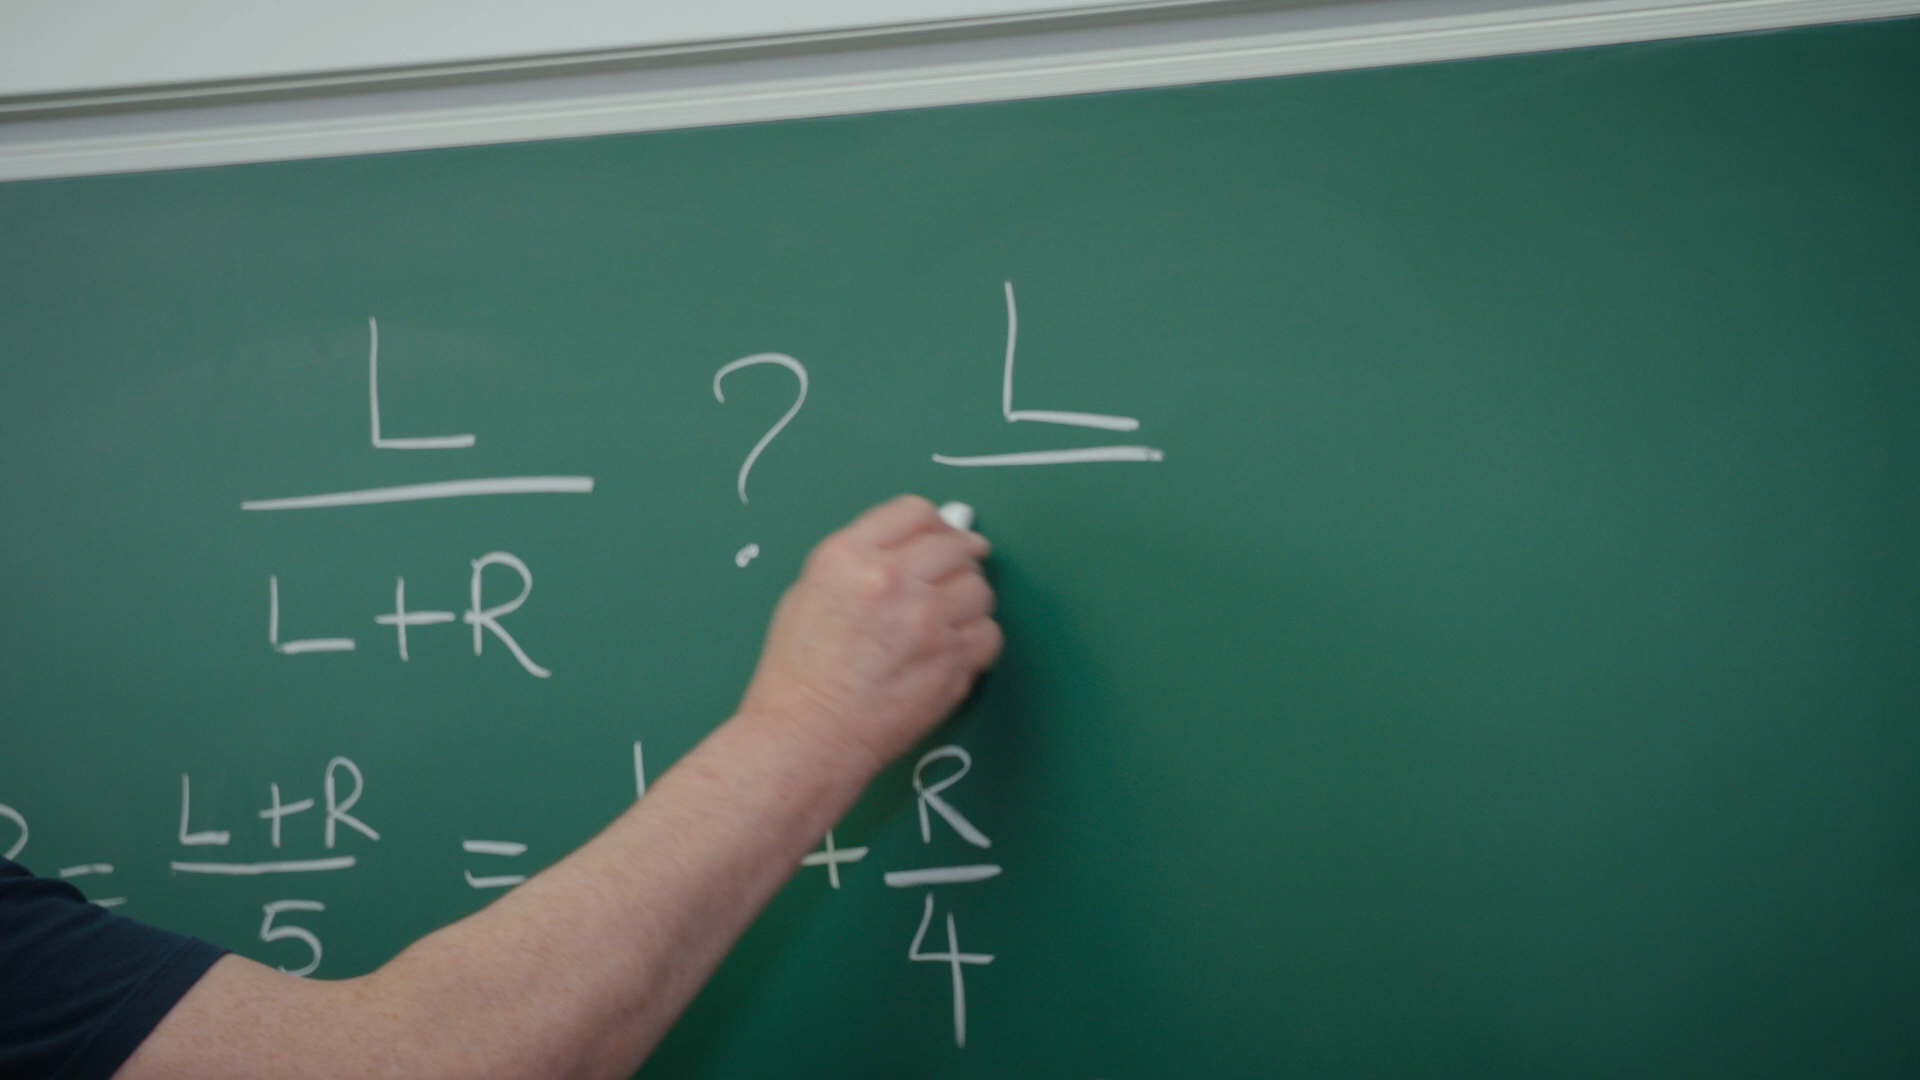 L ? L
L+R
= L+R = + R
5 4